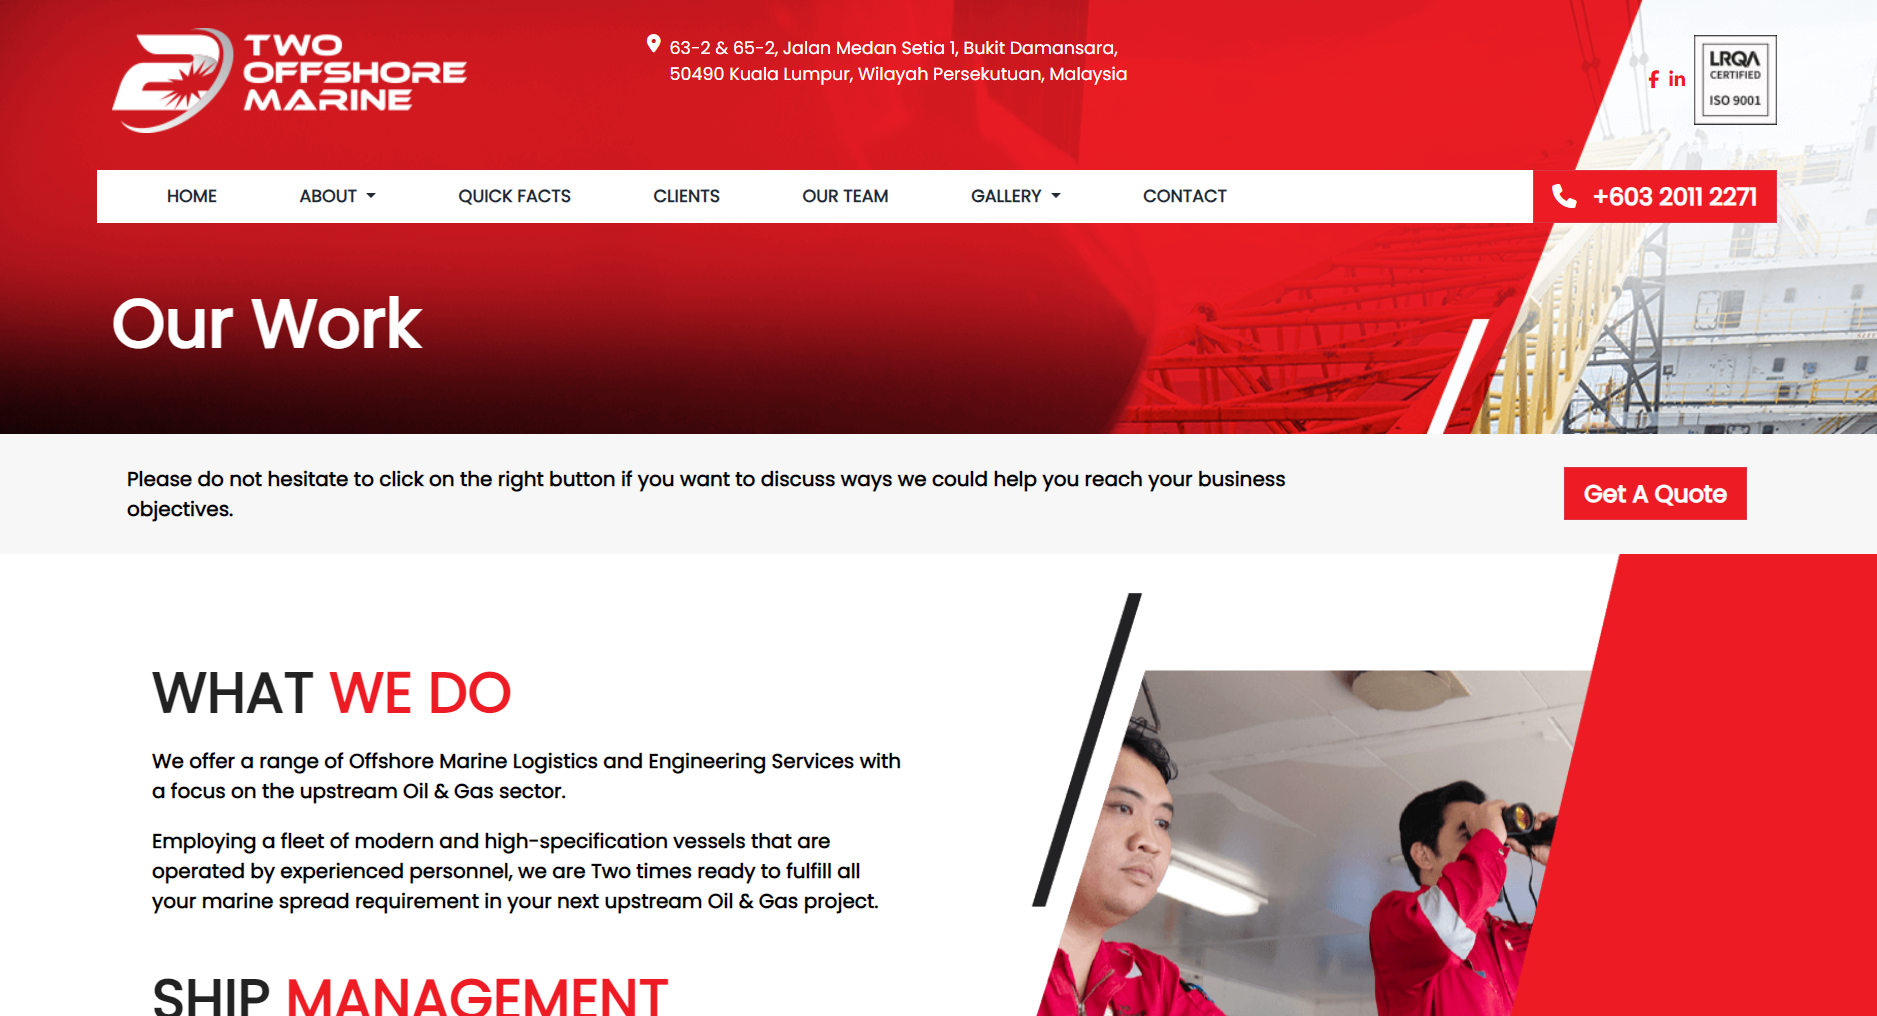 TWO
OFFSHORE
MARINE
63-2 & 65-2, Jalan Medan Setia 1, Bukit Damansara,
50490 Kuala Lumpur, Wilayah Persekutuan, Malaysia
f in
LRQA
CERTIFIED
ISO 9001
HOME ABOUT QUICK FACTS CLIENTS OUR TEAM GALLERY CONTACT +603 2011 2271
Our Work
Please do not hesitate to click on the right button if you want to discuss ways we could help you reach your business
objectives.
Get A Quote
WHAT WE DO
We offer a range of Offshore Marine Logistics and Engineering Services with
a focus on the upstream Oil & Gas sector.
Employing a fleet of modern and high-specification vessels that are
operated by experienced personnel, we are Two times ready to fulfill all
your marine spread requirement in your next upstream Oil & Gas project.
SHIP MANAGEMENT